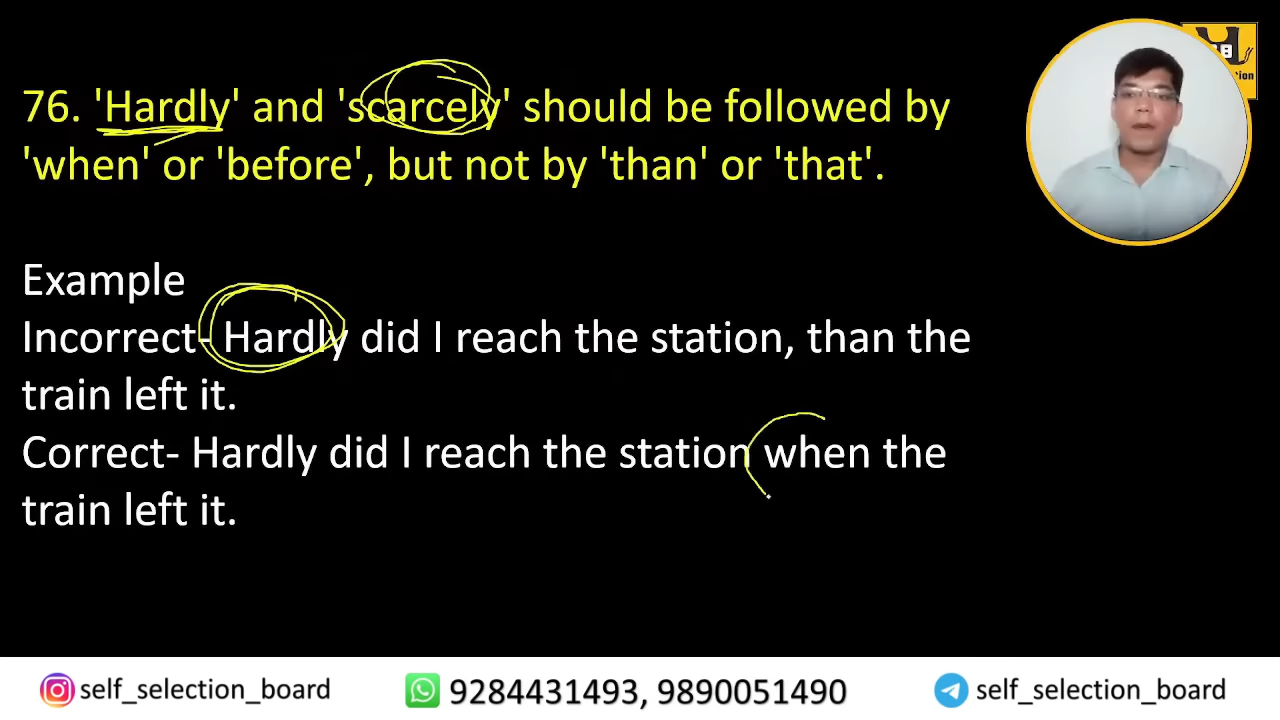 76. 'Hardly' and 'scarcely' should be followed by
'when' or 'before', but not by 'than' or 'that'.
Example
Incorrect- Hardly did I reach the station, than the
train left it.
Correct- Hardly did I reach the station when the
train left it.
self_selection_board 9284431493, 9890051490 self_selection_board